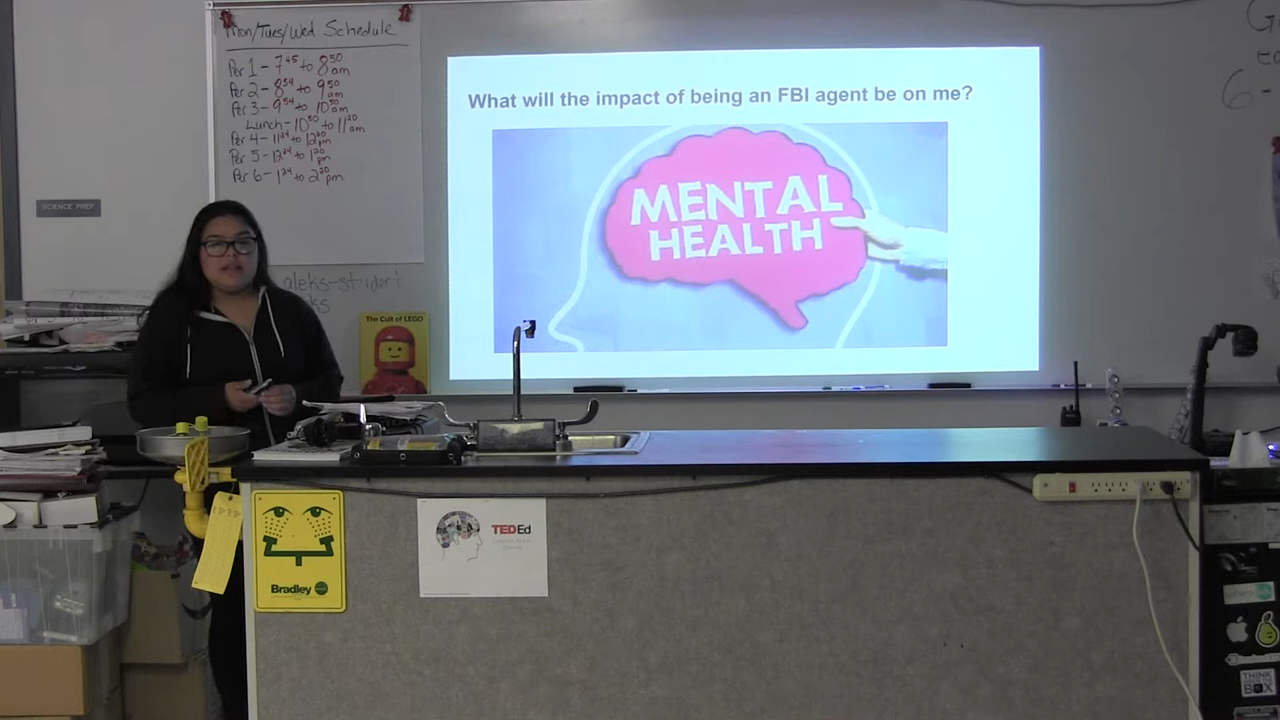 Mon/Tues/Wed Schedule
Per 1 - 7 45 to 8 50 am
Per 2 - 8 54 to 9 50 am
Per 3 - 9 54 to 10 50 am
Lunch - 10 50 to 11 20 am
Per 4 - 11 24 to 12 20 pm
Per 5 - 12 24 to 1 20 pm
Per 6 - 1 24 to 2 20 pm
What will the impact of being an FBI agent be on me?
MENTAL
HEALTH
SCIENCE PREP
The Cult of LEGO
TEDEd
Bradley
THINK
BOX